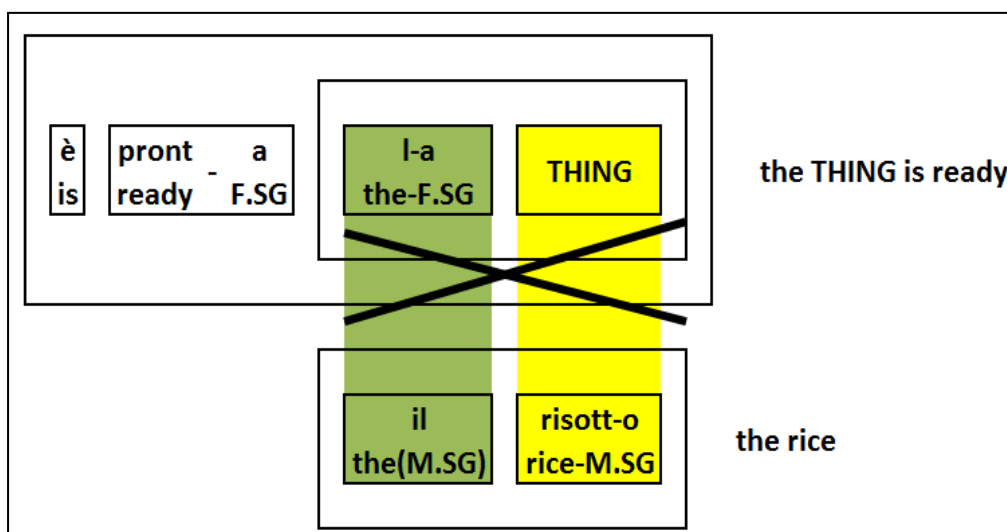 è pront - a l-a THING the THING is ready
is ready F.SG the-F.SG
il risott-o the rice
the(M.SG) rice-M.SG